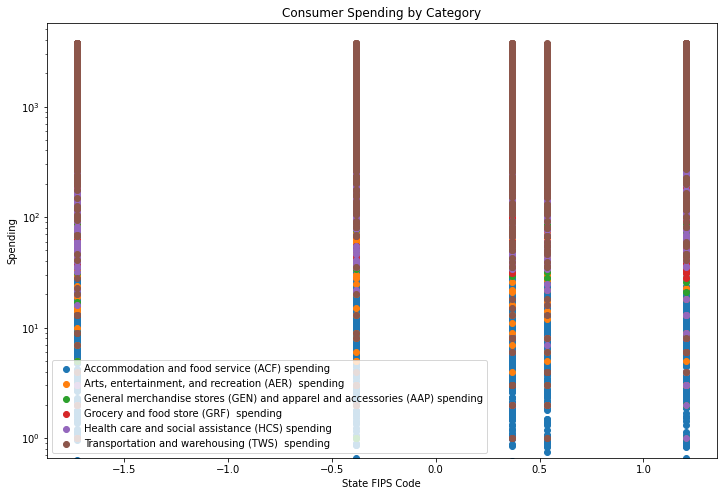 Consumer Spending by Category
Spending
10³
10²
10¹
10⁰
Accommodation and food service (ACF) spending
Arts, entertainment, and recreation (AER)  spending
General merchandise stores (GEN) and apparel and accessories (AAP) spending
Grocery and food store (GRF)  spending
Health care and social assistance (HCS) spending
Transportation and warehousing (TWS)  spending
−1.5 −1.0 −0.5 0.0 0.5 1.0
State FIPS Code